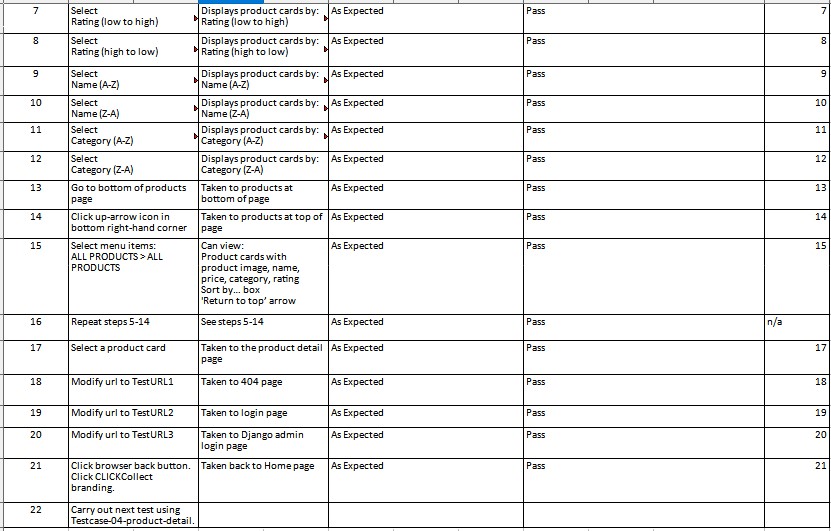 7 Select Displays product cards by: As Expected Pass 7
Rating (low to high) Rating (low to high)
8 Select Displays product cards by: As Expected Pass 8
Rating (high to low) Rating (high to low)
9 Select Displays product cards by: As Expected Pass 9
Name (A-Z) Name (A-Z)
10 Select Displays product cards by: As Expected Pass 10
Name (Z-A) Name (Z-A)
11 Select Displays product cards by: As Expected Pass 11
Category (A-Z) Category (A-Z)
12 Select Displays product cards by: As Expected Pass 12
Category (Z-A) Category (Z-A)
13 Go to bottom of products Taken to products at As Expected Pass 13
page bottom of page
14 Click up-arrow icon in Taken to products at top of As Expected Pass 14
bottom right-hand corner page
15 Select menu items: Can view: As Expected Pass 15
ALL PRODUCTS > ALL Product cards with
PRODUCTS product image, name,
price, category, rating
Sort by... box
'Return to top' arrow
16 Repeat steps 5-14 See steps 5-14 As Expected Pass n/a
17 Select a product card Taken to the product detail As Expected Pass 17
page
18 Modify url to TestURL1 Taken to 404 page As Expected Pass 18
19 Modify url to TestURL2 Taken to login page As Expected Pass 19
20 Modify url to TestURL3 Taken to Django admin As Expected Pass 20
login page
21 Click browser back button. Taken back to Home page As Expected Pass 21
Click CLICKCollect
branding.
22 Carry out next test using
Testcase-04-product-detail.